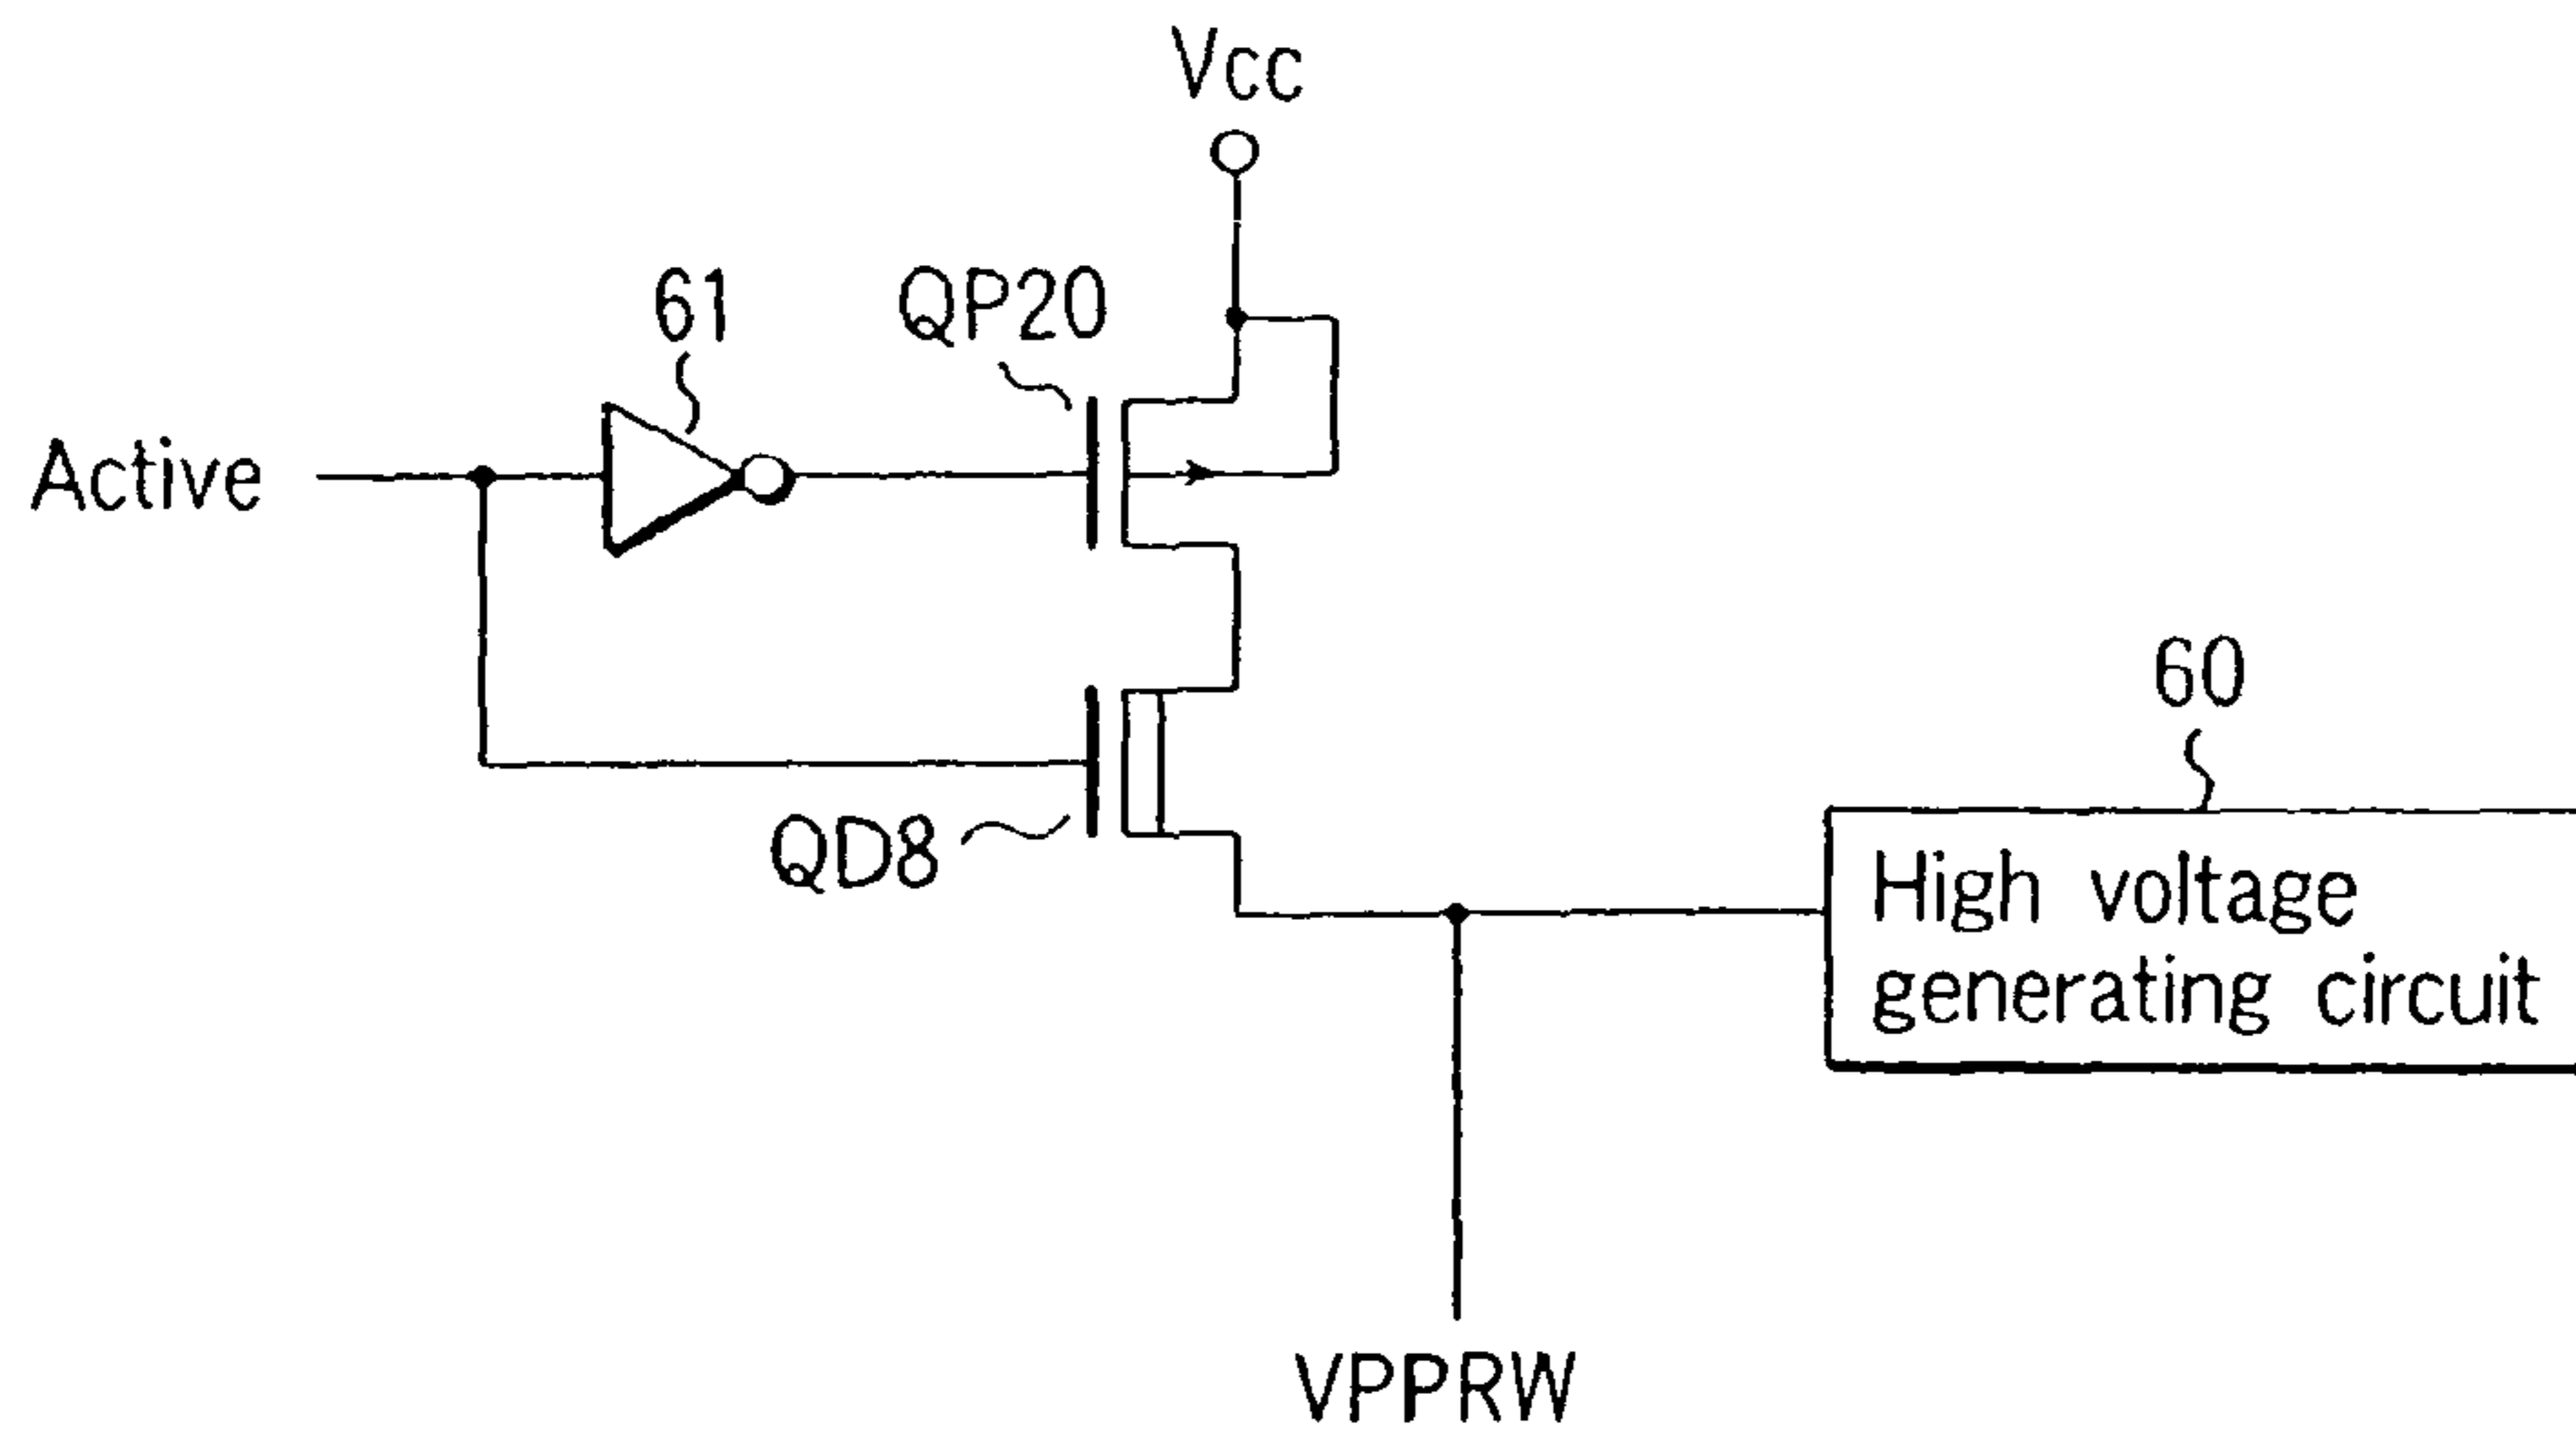 Vcc
61
QP20
Active
60
QD8
High voltage
generating circuit
VPPRW